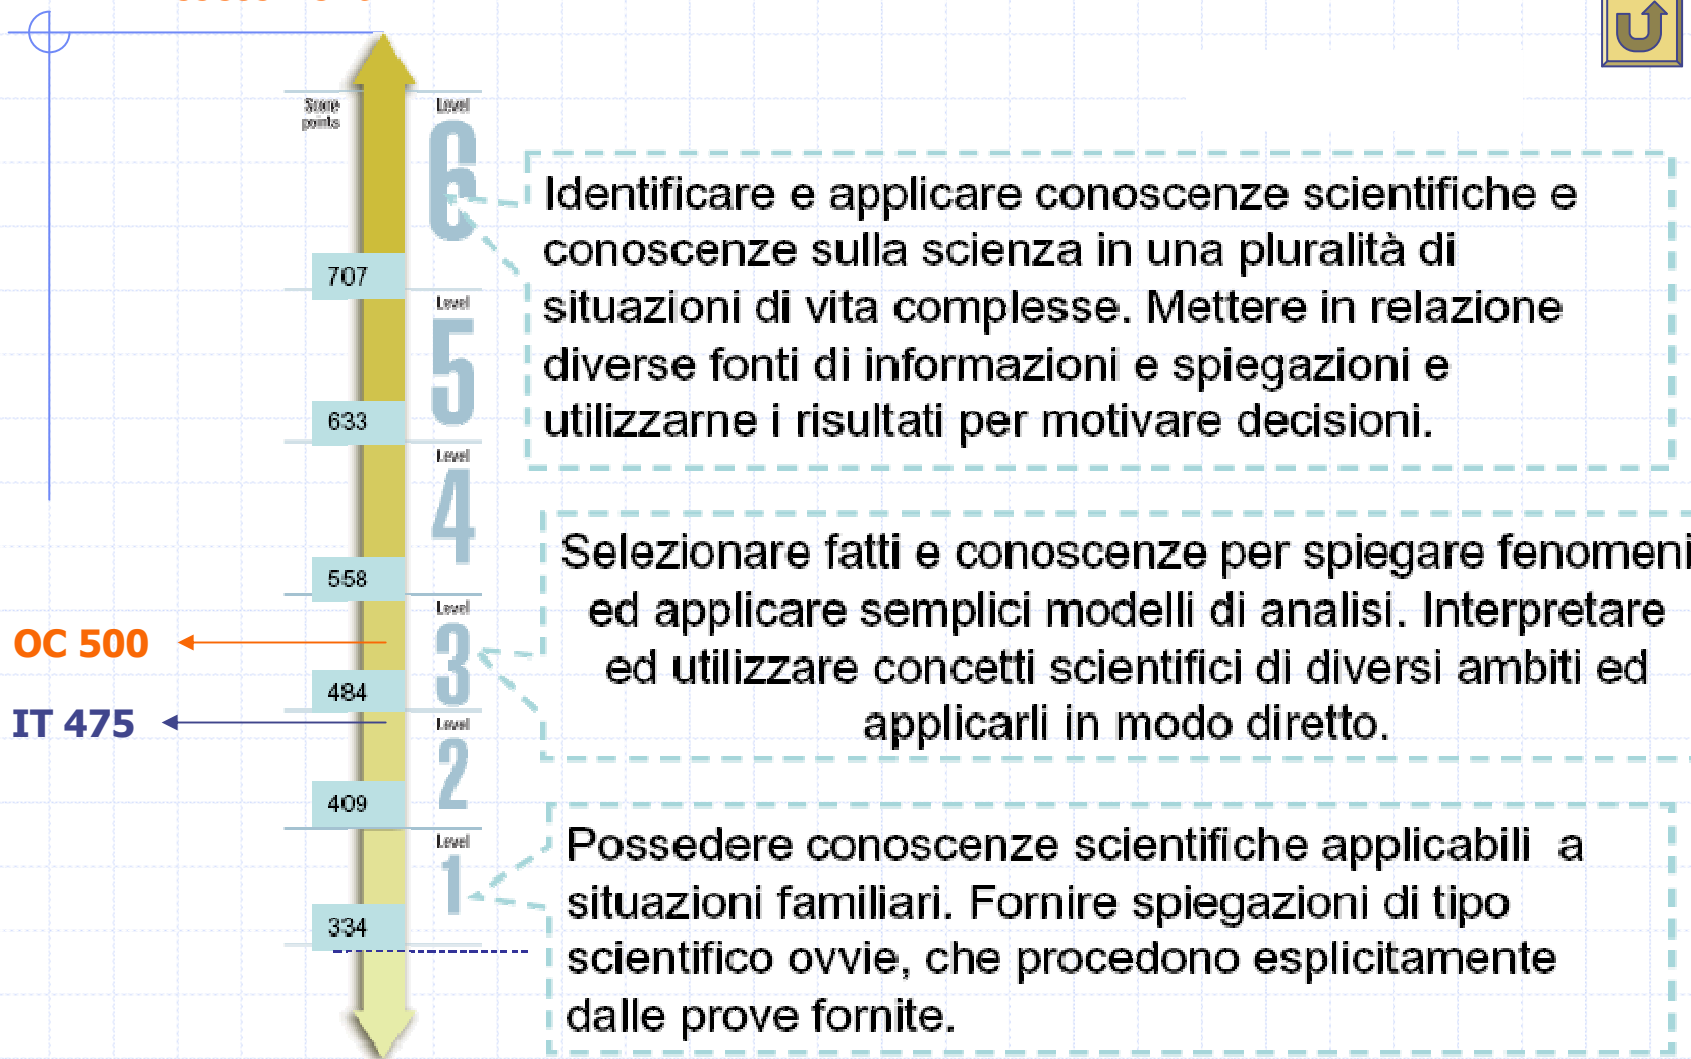 Score
points
Level
6
Identificare e applicare conoscenze scientifiche e
conoscenze sulla scienza in una pluralità di
situazioni di vita complesse. Mettere in relazione
diverse fonti di informazioni e spiegazioni e
utilizzarne i risultati per motivare decisioni.
707
Level
5
633
Level
4
558
Selezionare fatti e conoscenze per spiegare fenomeni
ed applicare semplici modelli di analisi. Interpretare
ed utilizzare concetti scientifici di diversi ambiti ed
applicarli in modo diretto.
Level
3
OC 500
484
IT 475
Level
2
409
Level
1
Possedere conoscenze scientifiche applicabili a
situazioni familiari. Fornire spiegazioni di tipo
scientifico ovvie, che procedono esplicitamente
dalle prove fornite.
334